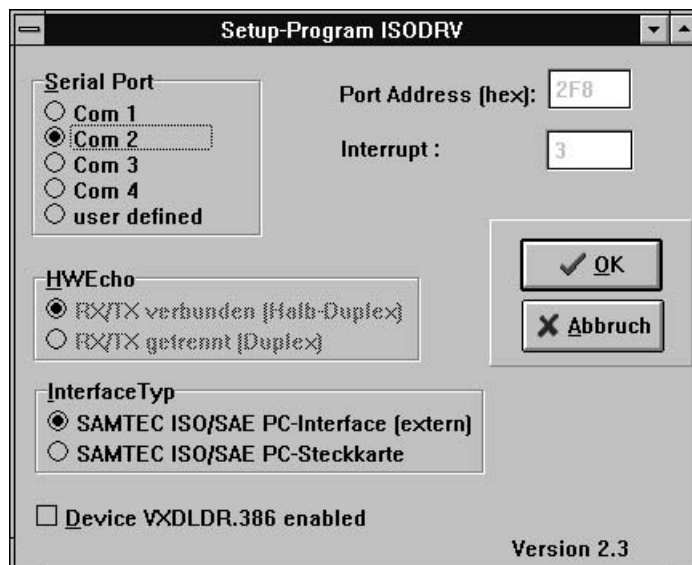 Setup-Program ISODRV
Serial Port
Com 1
Com 2
Com 3
Com 4
user defined
Port Address (hex): 2F8
Interrupt : 3
HWEcho
RX/TX verbunden (Halb-Duplex)
RX/TX getrennt (Duplex)
OK
Abbruch
InterfaceTyp
SAMTEC ISO/SAE PC-Interface (extern)
SAMTEC ISO/SAE PC-Steckkarte
Device VXDLDR.386 enabled
Version 2.3